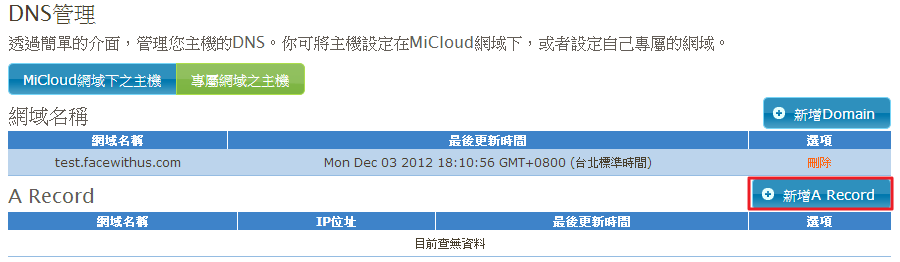 DNS管理
透過簡單的介面，管理您主機的DNS。你可將主機設定在MiCloud網域下，或者設定自己專屬的網域。
MiCloud網域下之主機 專屬網域之主機
網域名稱 新增Domain
網域名稱 最後更新時間 選項
test.facewithus.com Mon Dec 03 2012 18:10:56 GMT+0800 (台北標準時間) 刪除
A Record 新增A Record
網域名稱 IP位址 最後更新時間 選項
目前查無資料